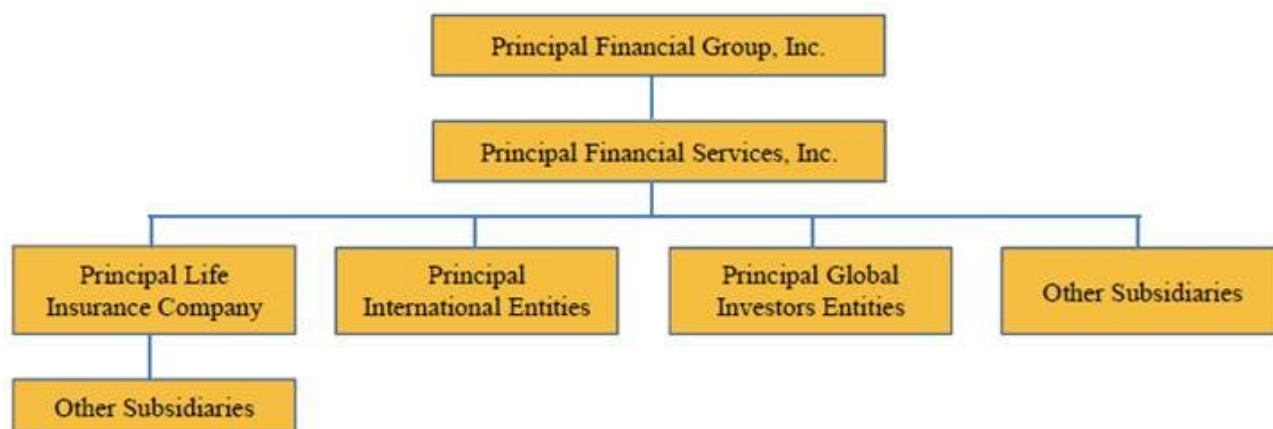 Principal Financial Group, Inc.
Principal Financial Services, Inc.
Principal Life
Insurance Company
Principal
International Entities
Principal Global
Investors Entities
Other Subsidiaries
Other Subsidiaries